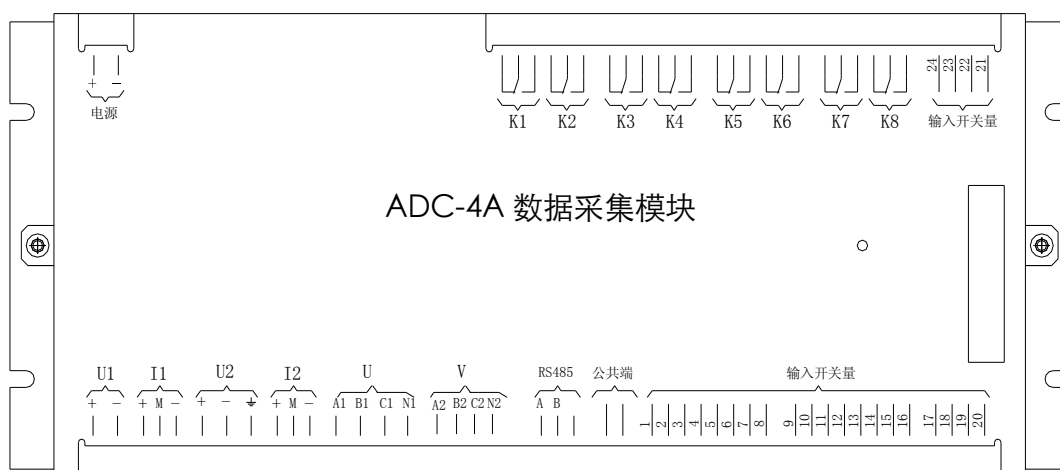 24 23 22 21
+ −
电源
K1 K2 K3 K4 K5 K6 K7 K8 输入开关量
ADC-4A 数据采集模块
U1 I1 U2 I2 U V RS485 公共端 输入开关量
+ − + M − + − + M − A1 B1 C1 N1 A2 B2 C2 N2 A B
1 2 3 4 5 6 7 8 9 10 11 12 13 14 15 16 17 18 19 20